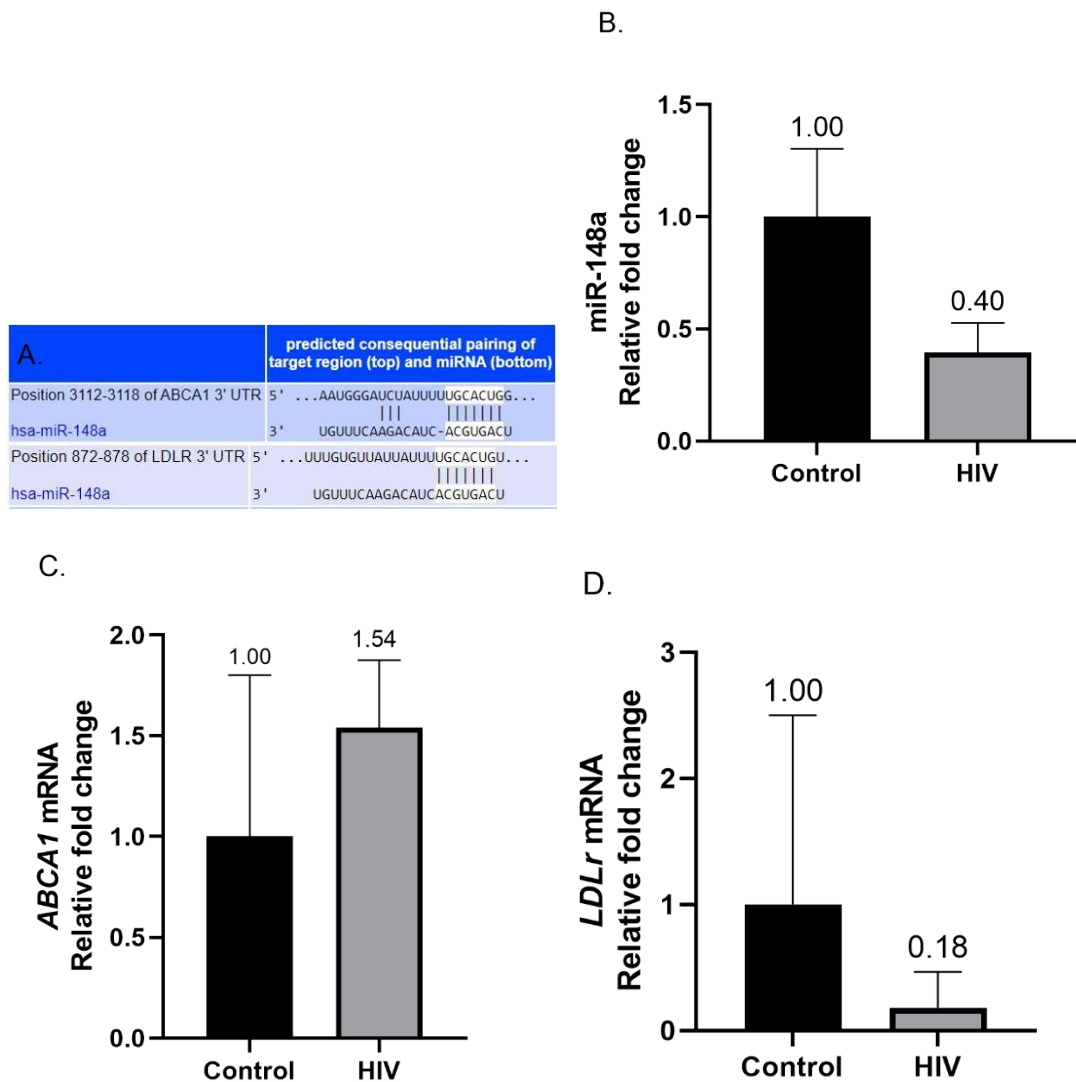 A.
predicted consequential pairing of
target region (top) and miRNA (bottom)
Position 3112-3118 of ABCA1 3' UTR 5' ...AAUGGGAUCUAUUUUUGCACUGG...
hsa-miR-148a 3' UGUUUCAAGACAUC-ACGUGACU
Position 872-878 of LDLR 3' UTR 5' ...UUUGUGUUAUUAUUUUGCACUGU...
hsa-miR-148a 3' UGUUUCAAGACAUCACGUGACU
B.
miR-148a
Relative fold change
1.5
1.0
0.5
0.0
1.00
0.40
Control HIV
C.
ABCA1 mRNA
Relative fold change
2.0
1.5
1.0
0.5
0.0
1.00
1.54
Control HIV
D.
LDLr mRNA
Relative fold change
3
2
1
0
1.00
0.18
Control HIV